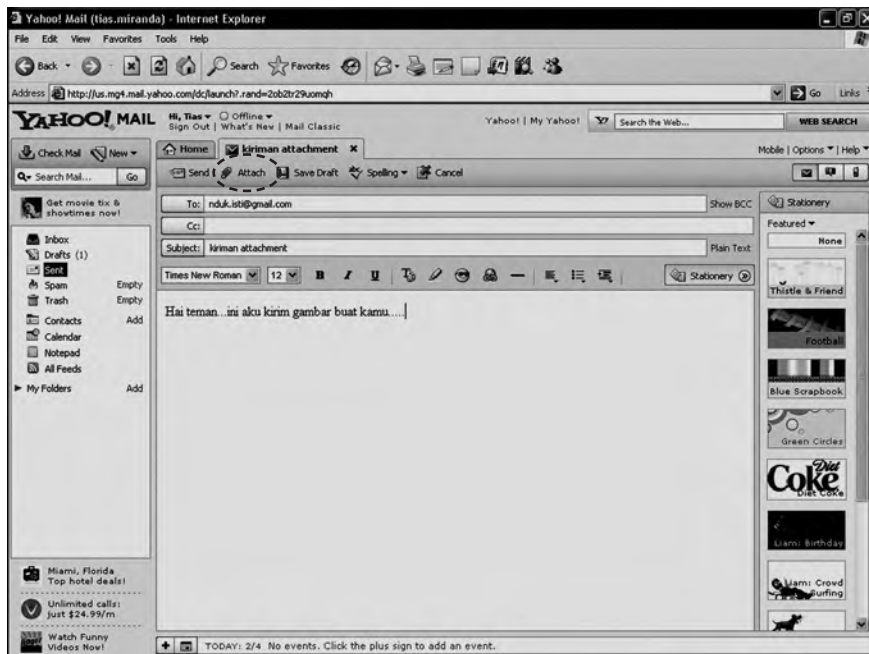 Yahoo! Mail (tias.miranda) - Internet Explorer
File Edit View Favorites Tools Help
Back Search Favorites
Address http://us.mg4.mail.yahoo.com/dc/launch?.rand=2ob2tr29uomqh Go Links
YAHOO! MAIL Hi, Tias Offline Yahoo! | My Yahoo! Y! Search the Web... WEB SEARCH
Sign Out | What's New | Mail Classic
Check Mail New Home kiriman attachment Mobile | Options | Help
Search Mail... Go Send Attach Save Draft Spelling Cancel
Get movie tix &
showtimes now!
Inbox
Drafts (1)
Sent
Spam Empty
Trash Empty
Contacts Add
Calendar
Notepad
All Feeds
My Folders Add
Miami, Florida
Top hotel deals!
Unlimited calls:
just $24.99/m
Watch Funny
Videos Now!
To: nduk.isti@gmail.com Show BCC
Cc:
Subject: kiriman attachment Plain Text
Times New Roman 12 B I U Stationery
Hai teman...ini aku kirim gambar buat kamu.....
Stationery
Featured
None
Thistle & Friend
Football
Blue Scrapbook
Green Circles
Diet
Coke
Diet Coke
Liami Birthday
Liami Crowd
Surfing
TODAY: 2/4 No events. Click the plus sign to add an event.